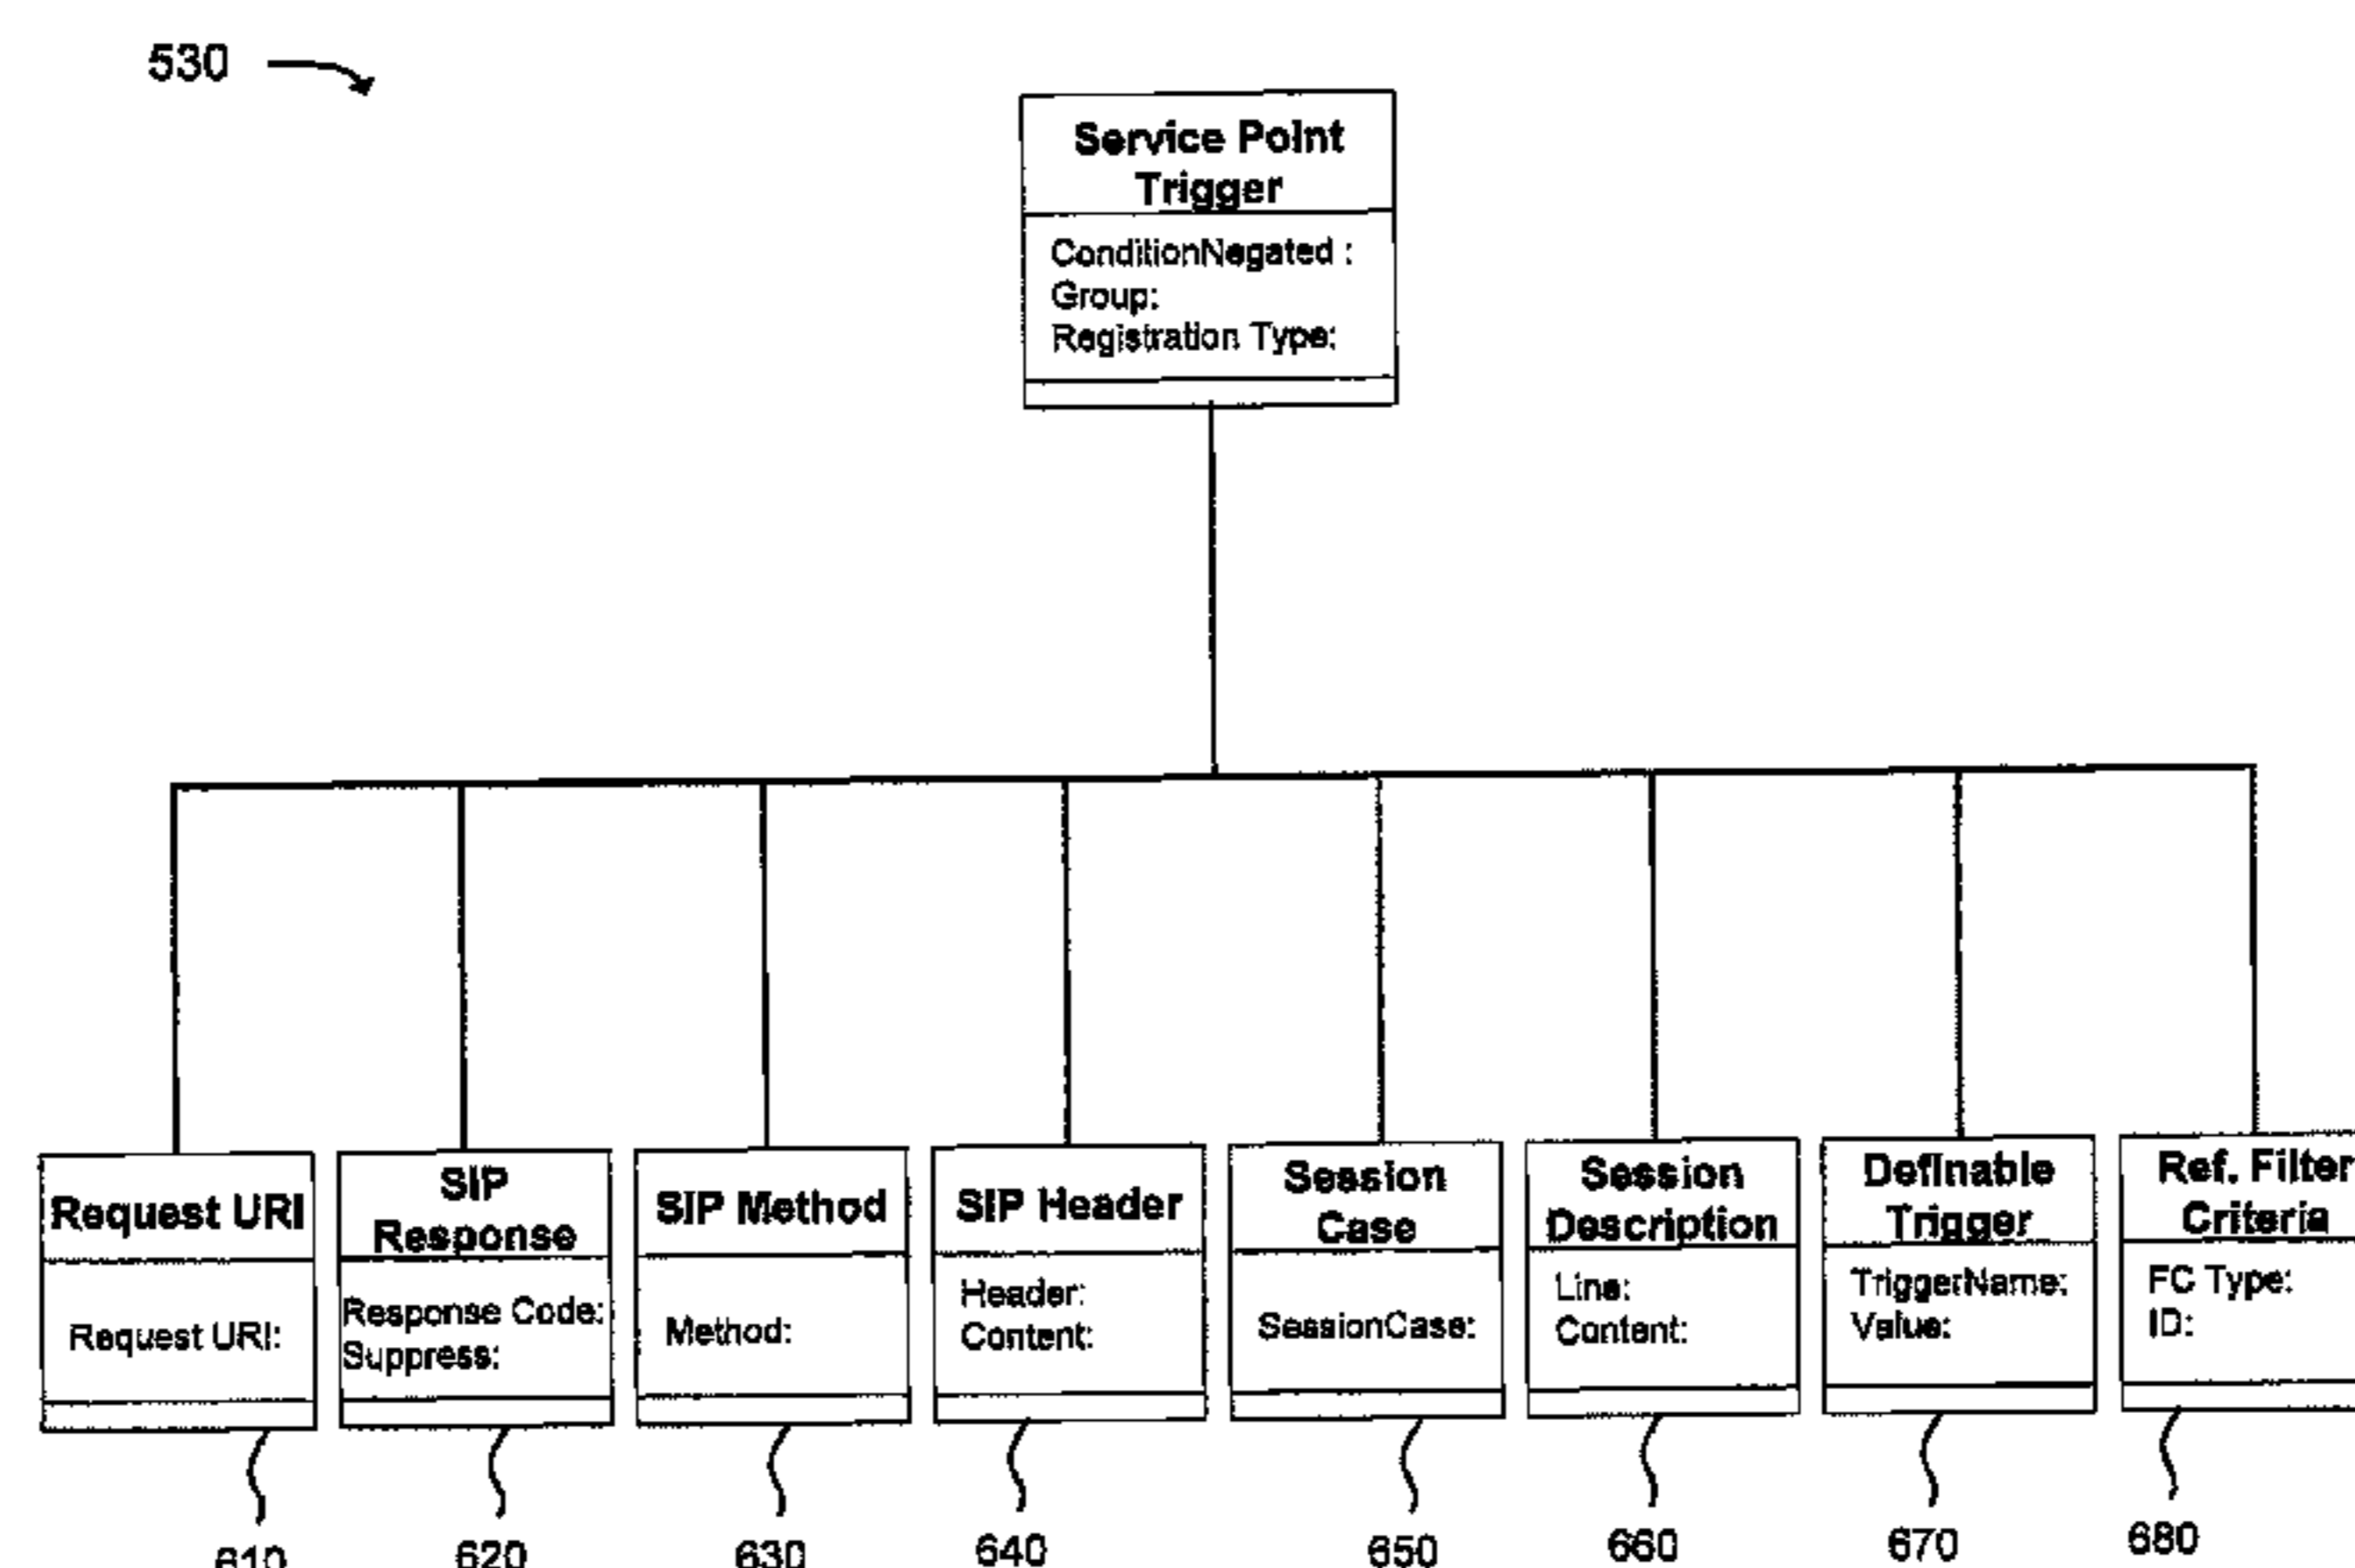 530
Service Point
Trigger
ConditionNegated :
Group:
Registration Type:
Request URI
Request URI:
SIP
Response
Response Code:
Suppress:
SIP Method
Method:
SIP Header
Header:
Content:
Session
Case
SessionCase:
Session
Description
Line:
Content:
Definable
Trigger
TriggerName:
Value:
Ref. Filter
Criteria
FC Type:
ID:
610
620
630
640
650
660
670
680